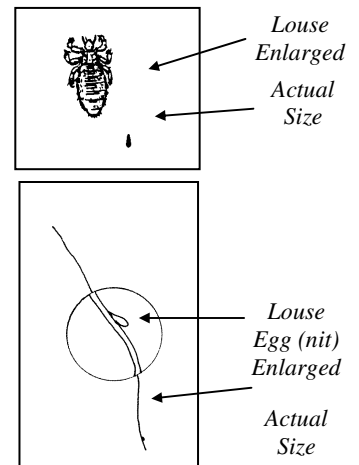 Louse
Enlarged
Actual
Size
Louse
Egg (nit)
Enlarged
Actual
Size